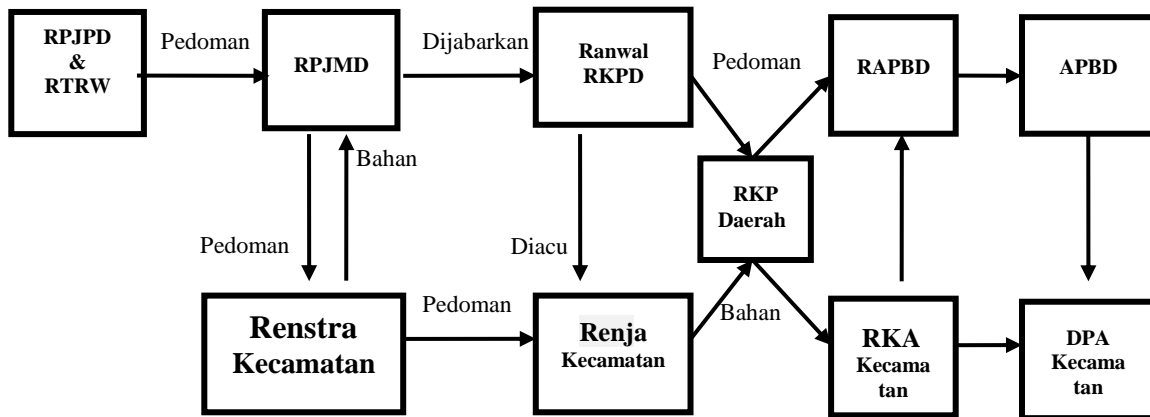 RPJPD
&
RTRW
Pedoman
RPJMD
Dijabarkan
Ranwal
RKPD
Pedoman
RAPBD
APBD
Bahan
RKP
Daerah
Pedoman
Diacu
Renstra
Kecamatan
Pedoman
Renja
Kecamatan
Bahan
RKA
Kecama
tan
DPA
Kecama
tan